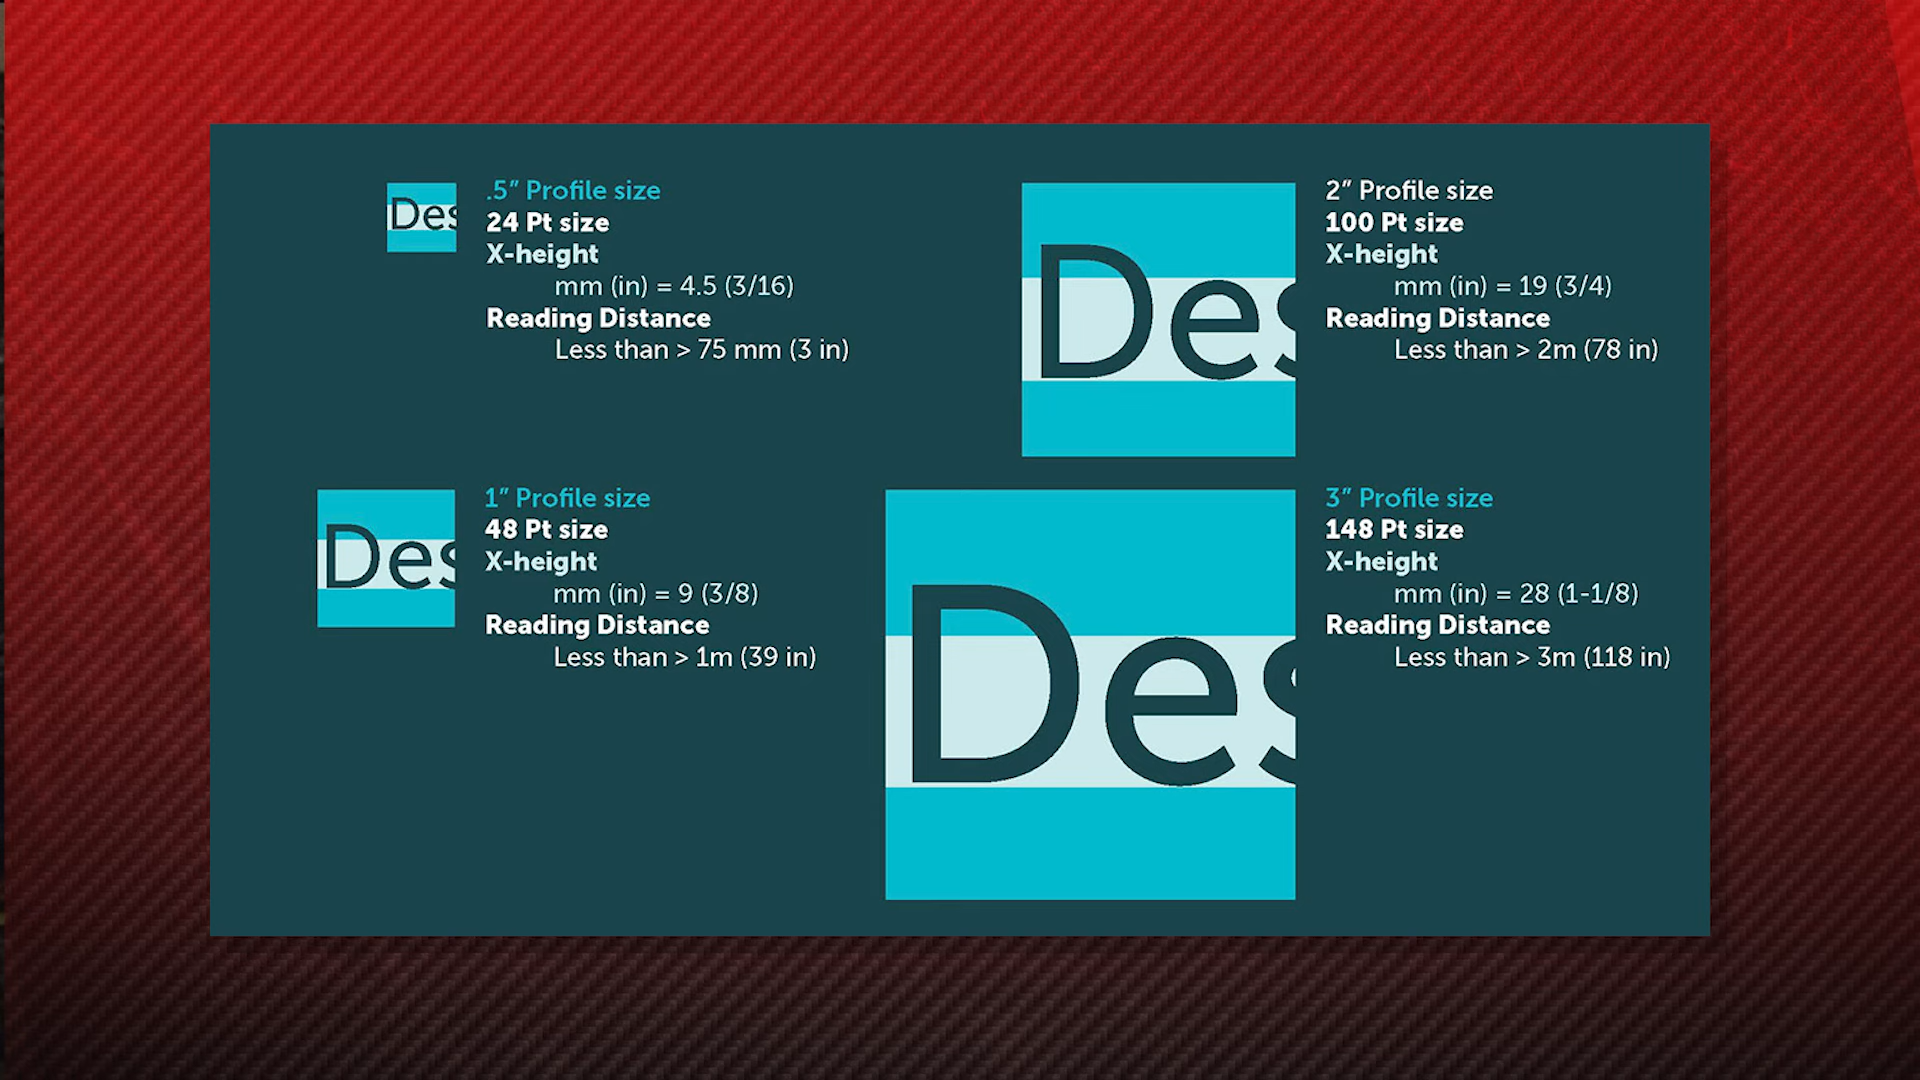 Des
.5” Profile size
24 Pt size
X-height
mm (in) = 4.5 (3/16)
Reading Distance
Less than > 75 mm (3 in)
Des
2” Profile size
100 Pt size
X-height
mm (in) = 19 (3/4)
Reading Distance
Less than > 2m (78 in)
Des
1” Profile size
48 Pt size
X-height
mm (in) = 9 (3/8)
Reading Distance
Less than > 1m (39 in)
Des
3” Profile size
148 Pt size
X-height
mm (in) = 28 (1-1/8)
Reading Distance
Less than > 3m (118 in)